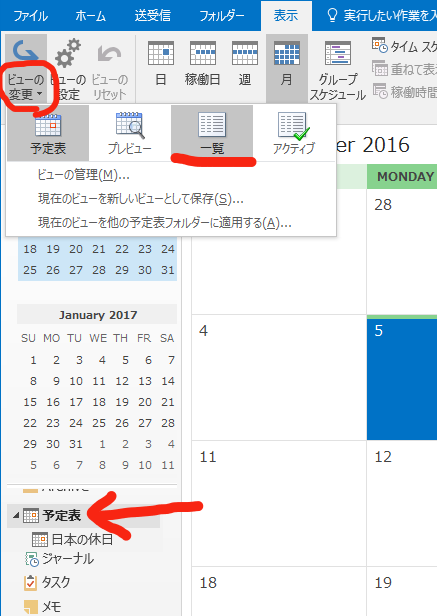 ファイル ホーム 送受信 フォルダー 表示 実行したい作業を入
ビューの変更 ビューの設定 ビューのリセット 日 稼働日 週 月 グループ スケジュール タイム スケ
重ねて表示
稼働時間
予定表 プレビュー 一覧 アクティブ
ビューの管理(M)...
現在のビューを新しいビューとして保存(S)...
現在のビューを他の予定表フォルダーに適用する(A)...
er 2016
MONDAY
28
18 19 20 21 22 23 24
25 26 27 28 29 30 31
January 2017
SU MO TU WE TH FR SA
1 2 3 4 5 6 7
8 9 10 11 12 13 14
15 16 17 18 19 20 21
22 23 24 25 26 27 28
29 30 31 1 2 3 4
5 6 7 8 9 10 11
4 5
11 12
18 19
Archive
予定表
日本の休日
ジャーナル
タスク
メモ